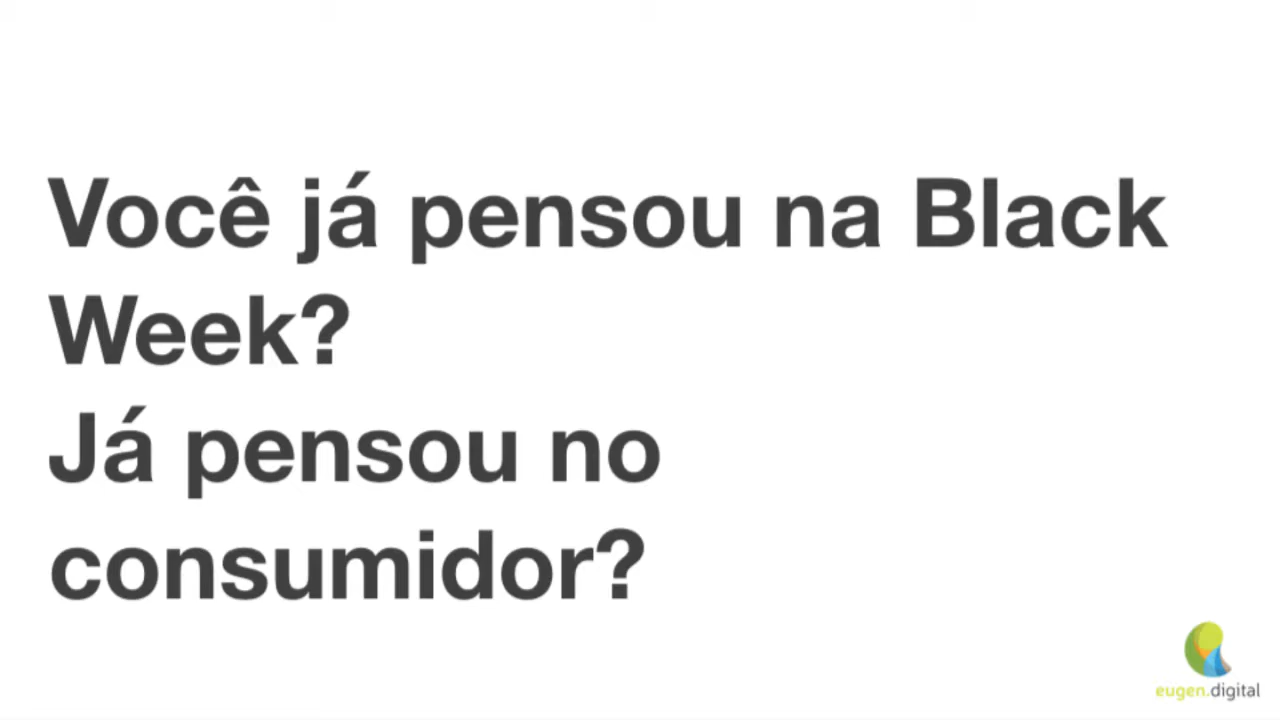 Você já pensou na Black
Week?
Já pensou no
consumidor?
eugen.digital